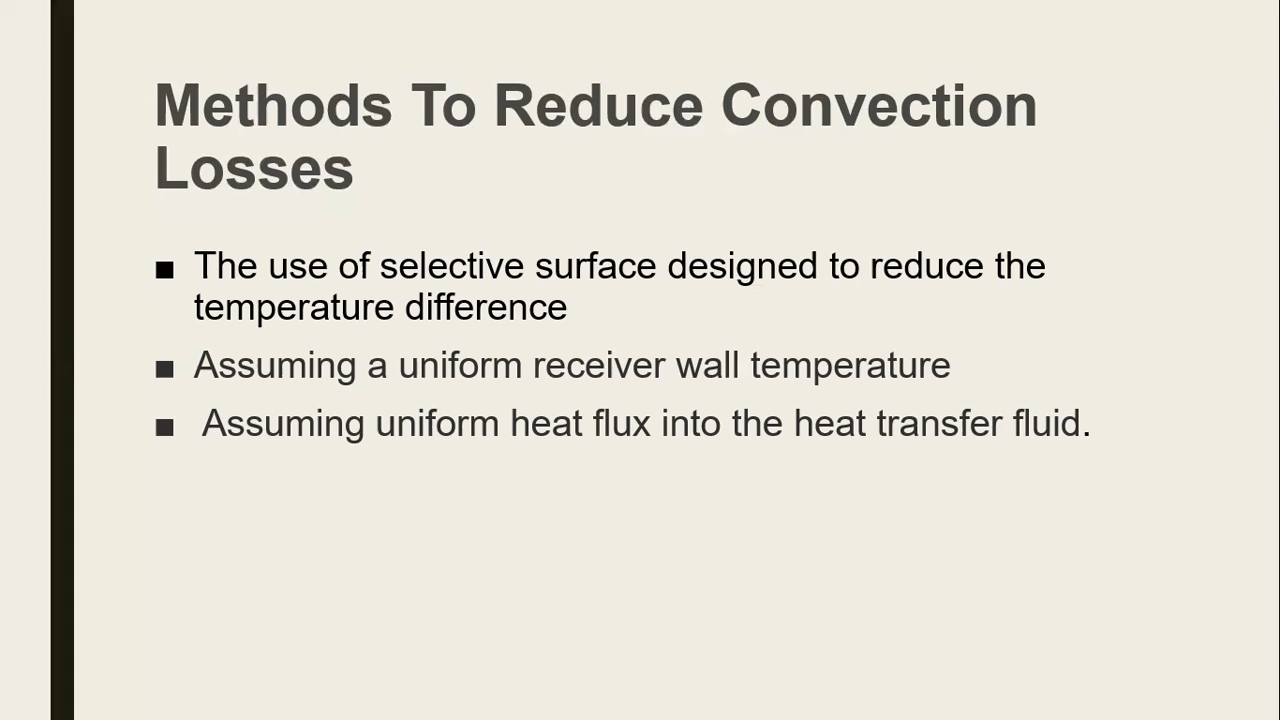 Methods To Reduce Convection
Losses
▪ The use of selective surface designed to reduce the
temperature difference
▪ Assuming a uniform receiver wall temperature
▪ Assuming uniform heat flux into the heat transfer fluid.